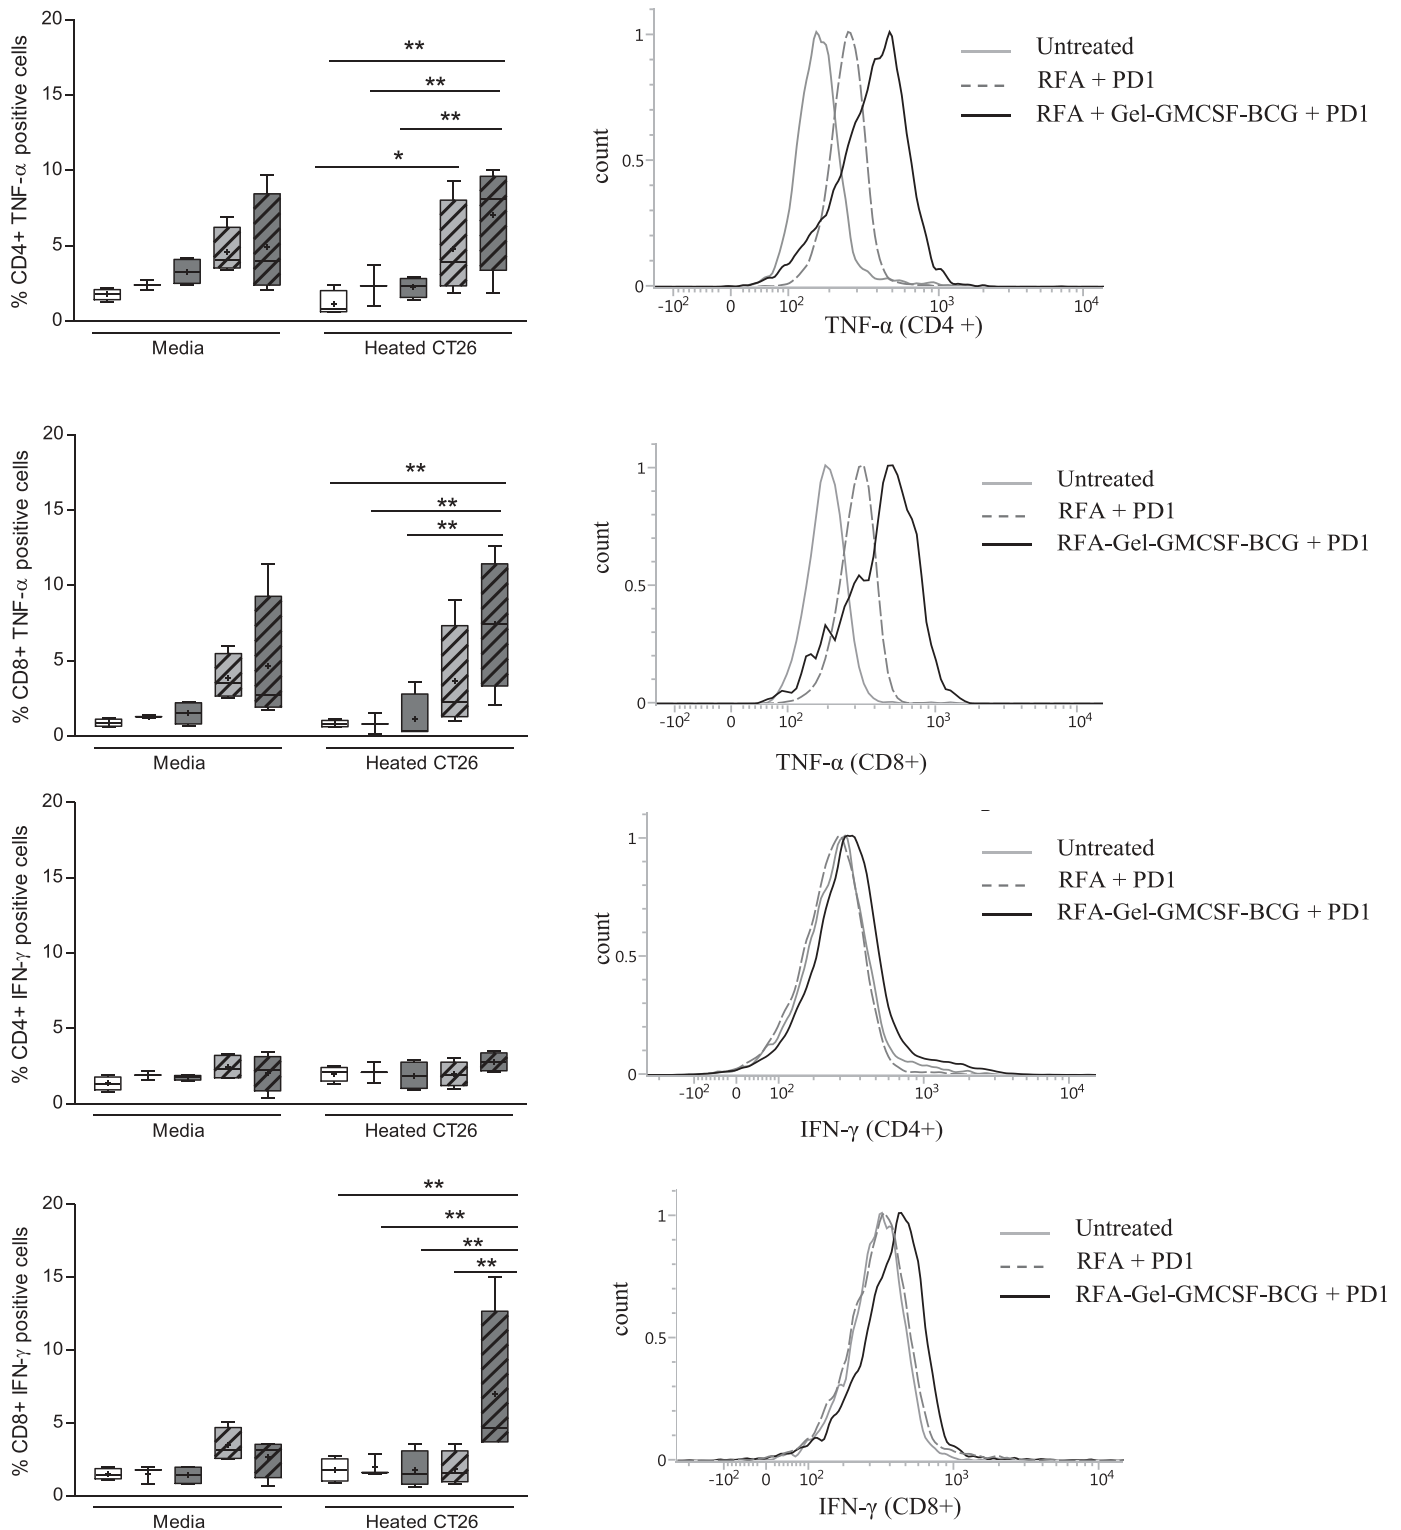 20
15
10
5
0
% CD4+ TNF-α positive cells
**
**
**
*
Media
Heated CT26
1
0.5
0
count
-10²
0
10²
10³
10⁴
TNF-α (CD4 +)
Untreated
RFA + PD1
RFA + Gel-GMCSF-BCG + PD1
20
15
10
5
0
% CD8+ TNF-α positive cells
**
**
**
Media
Heated CT26
1
0.5
0
count
-10²
0
10²
10³
10⁴
TNF-α (CD8+)
Untreated
RFA + PD1
RFA-Gel-GMCSF-BCG + PD1
20
15
10
5
0
% CD4+ IFN-γ positive cells
Media
Heated CT26
1
0.5
0
count
-10²
0
10²
10³
10⁴
IFN-γ (CD4+)
Untreated
RFA + PD1
RFA-Gel-GMCSF-BCG + PD1
20
15
10
5
0
% CD8+ IFN-γ positive cells
**
**
**
**
Media
Heated CT26
1
0.5
0
count
-10²
0
10²
10³
10⁴
IFN-γ (CD8+)
Untreated
RFA + PD1
RFA-Gel-GMCSF-BCG + PD1